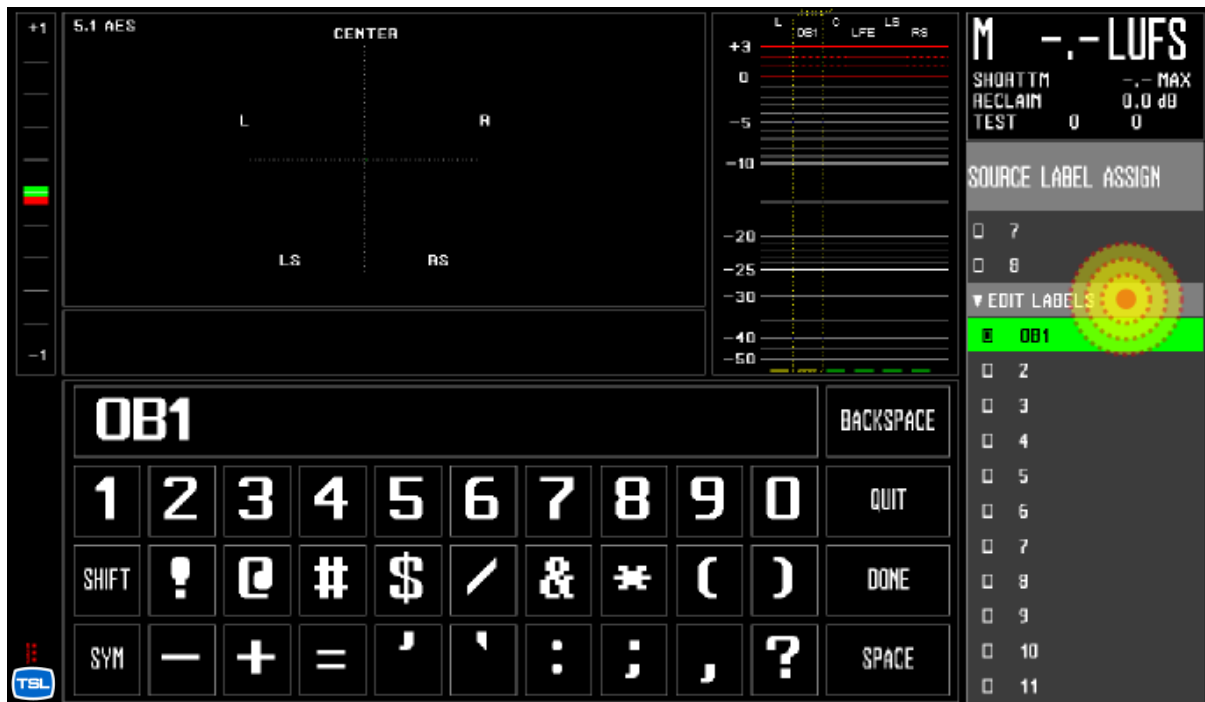 +1
-1
TSL
5.1 AES
CENTER
L R
LS RS
L OB1 C LFE LS RS
+3
0
-5
-10
-20
-25
-30
-40
-50
M -.- LUFS
SHORTTM -.- MAX
RECLAIM 0.0 dB
TEST 0 0
SOURCE LABEL ASSIGN
7
8
▼ EDIT LABELS
OB1
2
3
4
5
6
7
8
9
10
11
OB1 BACKSPACE
1 2 3 4 5 6 7 8 9 0 QUIT
SHIFT ! @ # $ / & * ( ) DONE
SYM - + = ' ` : ; , ? SPACE